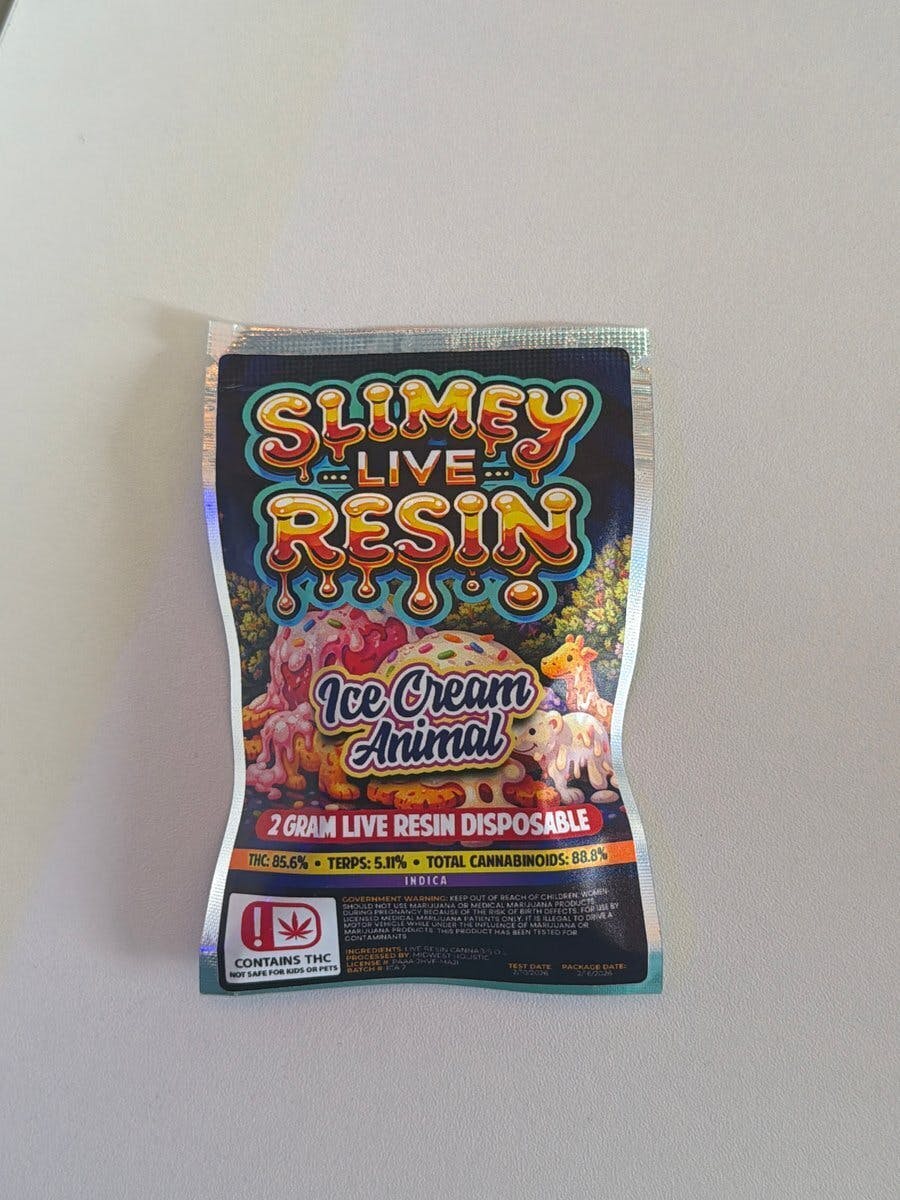 SLIMEY
LIVE
RESIN
Ice Cream
Animal
2 GRAM LIVE RESIN DISPOSABLE
THC: 85.6% • TERPS: 5.11% • TOTAL CANNABINOIDS: 88.8%
INDICA
GOVERNMENT WARNING: KEEP OUT OF REACH OF CHILDREN. WOMEN
SHOULD NOT USE MARIJUANA OR MEDICAL MARIJUANA PRODUCTS
DURING PREGNANCY BECAUSE OF THE RISK OF BIRTH DEFECTS. FOR USE BY
LICENSED MEDICAL MARIJUANA PATIENTS ONLY. IT IS ILLEGAL TO DRIVE A
MOTOR VEHICLE WHILE UNDER THE INFLUENCE OF MARIJUANA OR
MARIJUANA PRODUCTS. THIS PRODUCT HAS BEEN TESTED FOR
CONTAMINANTS
!
CONTAINS THC
NOT SAFE FOR KIDS OR PETS
INGREDIENTS: LIVE RESIN CANNABIS
PROCESSED BY: MIDWEST HOLISTIC
LICENSE #:
BATCH #:
TEST DATE: PACKAGE DATE: